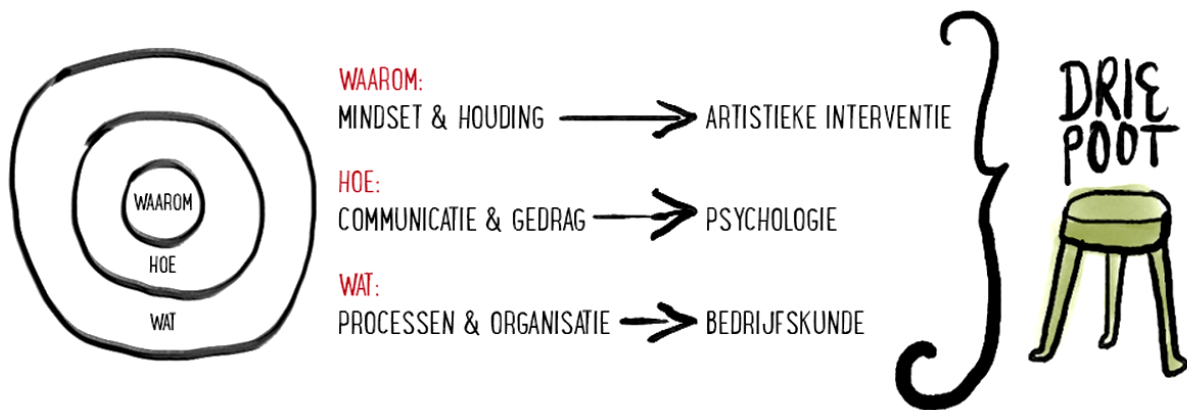 WAAROM
HOE
WAT
WAAROM:
MINDSET & HOUDING
ARTISTIEKE INTERVENTIE
HOE:
COMMUNICATIE & GEDRAG
PSYCHOLOGIE
WAT:
PROCESSEN & ORGANISATIE
BEDRIJFSKUNDE
DRIE
POOT